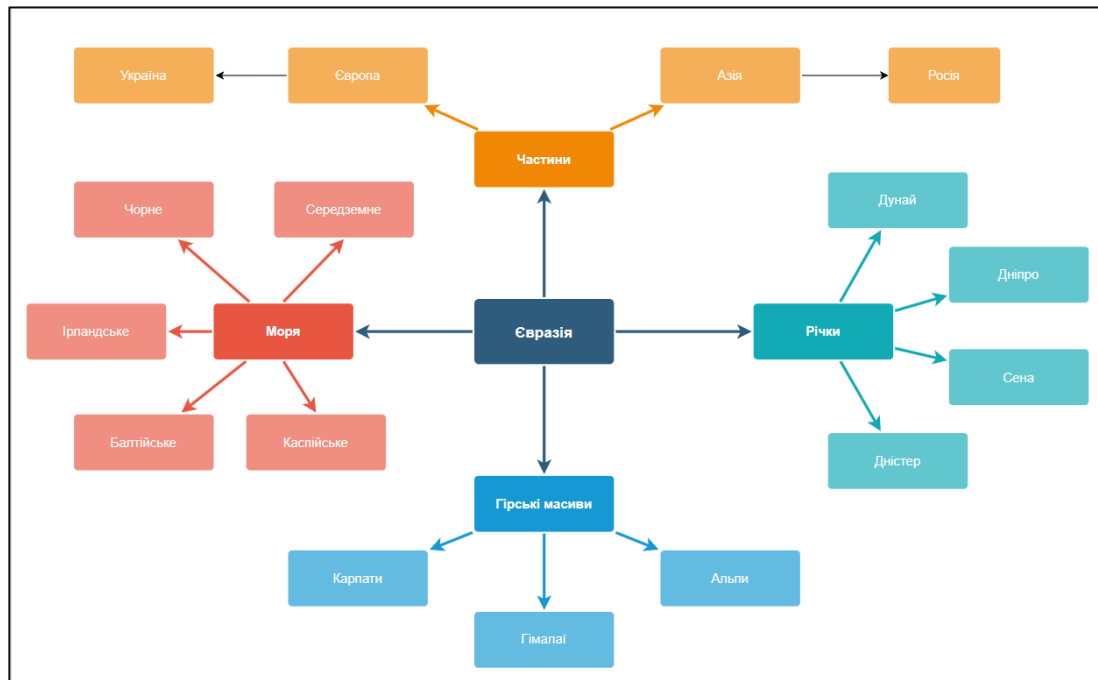 Україна
Європа
Азія
Росія
Частини
Чорне
Середземне
Дунай
Дніпро
Ірландське
Моря
Євразія
Річки
Сена
Балтійське
Каспійське
Дністер
Гірські масиви
Карпати
Альпи
Гімалаї